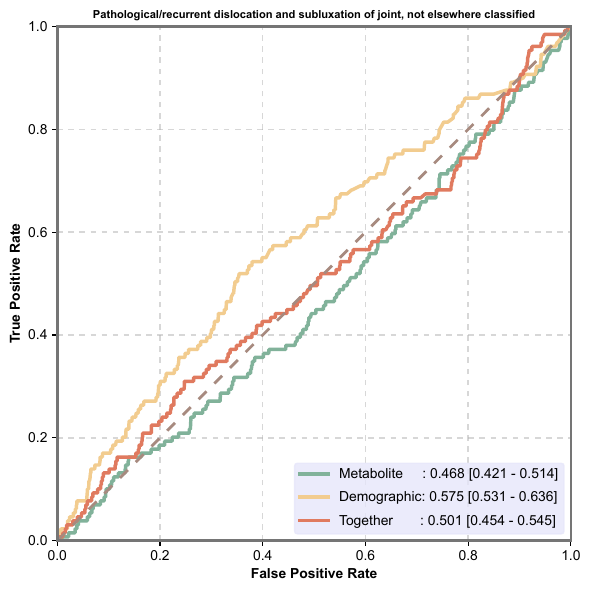 Pathological/recurrent dislocation and subluxation of joint, not elsewhere classified
True Positive Rate
1.0
0.8
0.6
0.4
0.2
0.0
Metabolite : 0.468 [0.421 - 0.514]
Demographic: 0.575 [0.531 - 0.636]
Together : 0.501 [0.454 - 0.545]
0.0 0.2 0.4 0.6 0.8 1.0
False Positive Rate